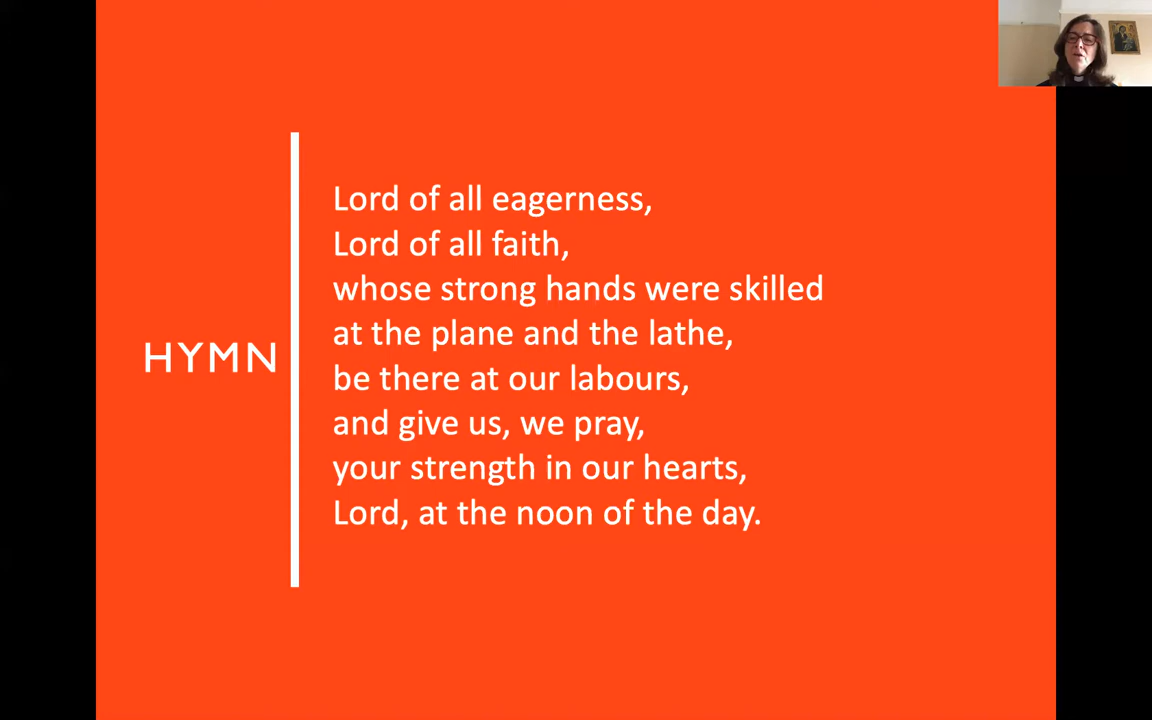 HYMN
Lord of all eagerness,
Lord of all faith,
whose strong hands were skilled
at the plane and the lathe,
be there at our labours,
and give us, we pray,
your strength in our hearts,
Lord, at the noon of the day.